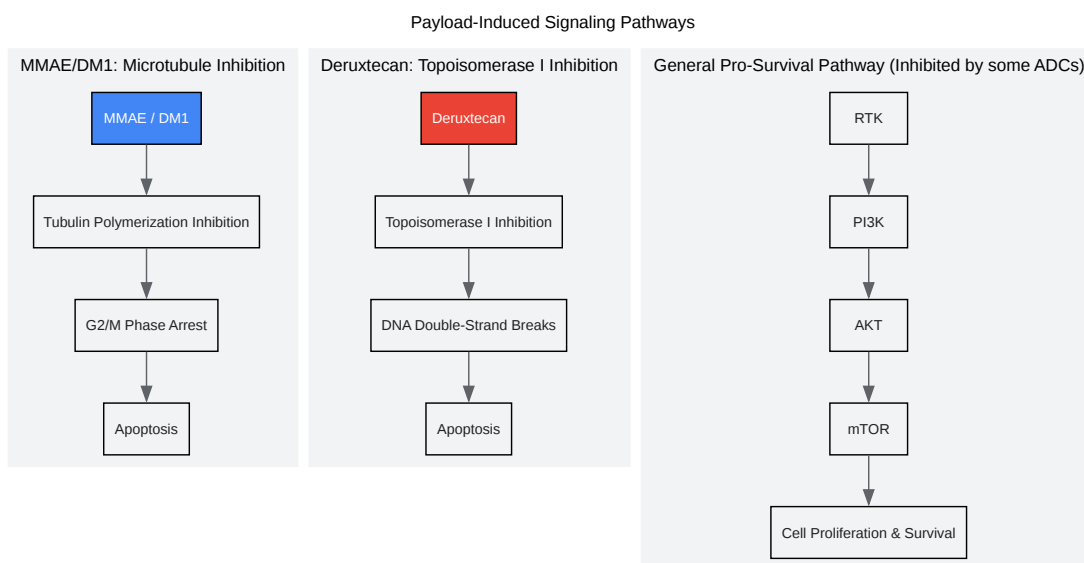 Payload-Induced Signaling Pathways
MMAE/DM1: Microtubule Inhibition
MMAE / DM1
Tubulin Polymerization Inhibition
G2/M Phase Arrest
Apoptosis
Deruxtecan: Topoisomerase I Inhibition
Deruxtecan
Topoisomerase I Inhibition
DNA Double-Strand Breaks
Apoptosis
General Pro-Survival Pathway (Inhibited by some ADCs)
RTK
PI3K
AKT
mTOR
Cell Proliferation & Survival